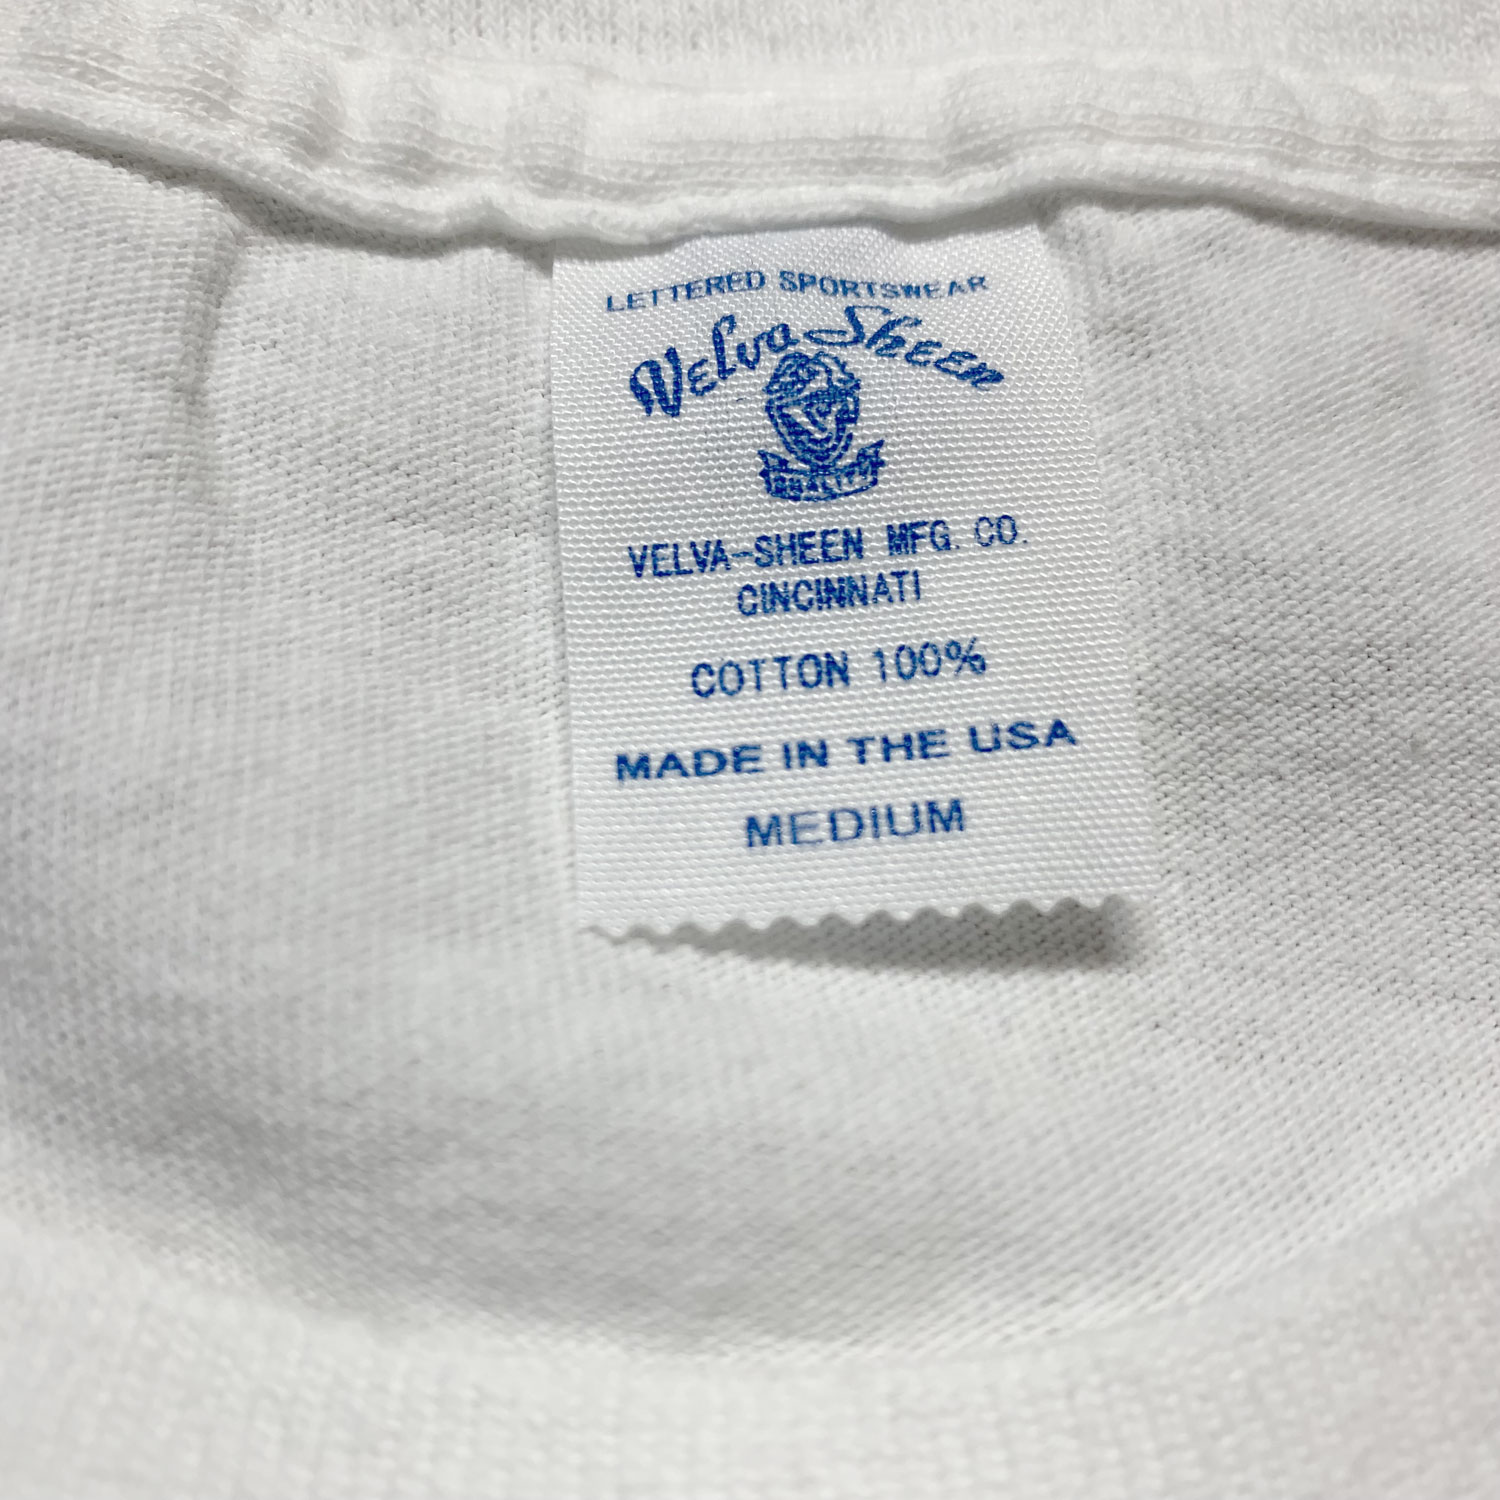 LETTERED SPORTSWEAR
Velva Sheen
QUALITY
VELVA-SHEEN MFG. CO.
CINCINNATI
COTTON 100%
MADE IN THE USA
MEDIUM